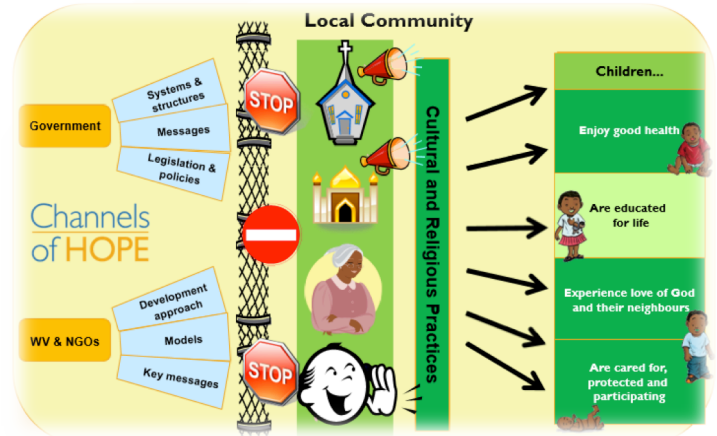 Local Community
Government
Systems &
structures
Messages
Legislation &
policies
Channels
of HOPE
WV & NGOs
Development
approach
Models
Key messages
STOP
STOP
Cultural and Religious Practices
Children...
Enjoy good health
Are educated
for life
Experience love of God
and their neighbours
Are cared for,
protected and
participating